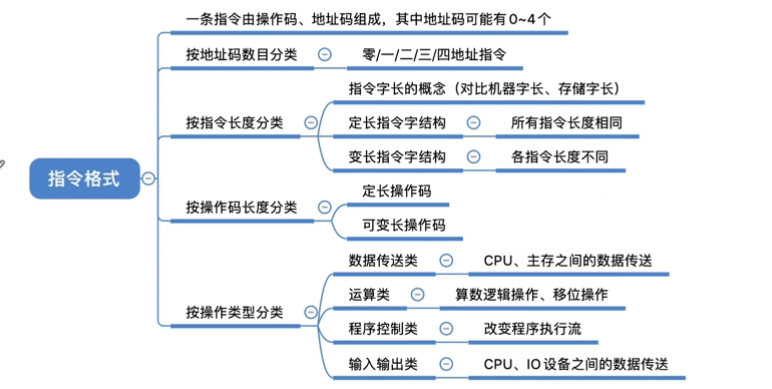 指令格式
一条指令由操作码、地址码组成，其中地址码可能有0~4个
按地址码数目分类
零/一/二/三/四地址指令
按指令长度分类
指令字长的概念（对比机器字长、存储字长）
定长指令字结构
所有指令长度相同
变长指令字结构
各指令长度不同
按操作码长度分类
定长操作码
可变长操作码
按操作类型分类
数据传送类
CPU、主存之间的数据传送
运算类
算数逻辑操作、移位操作
程序控制类
改变程序执行流
输入输出类
CPU、IO设备之间的数据传送